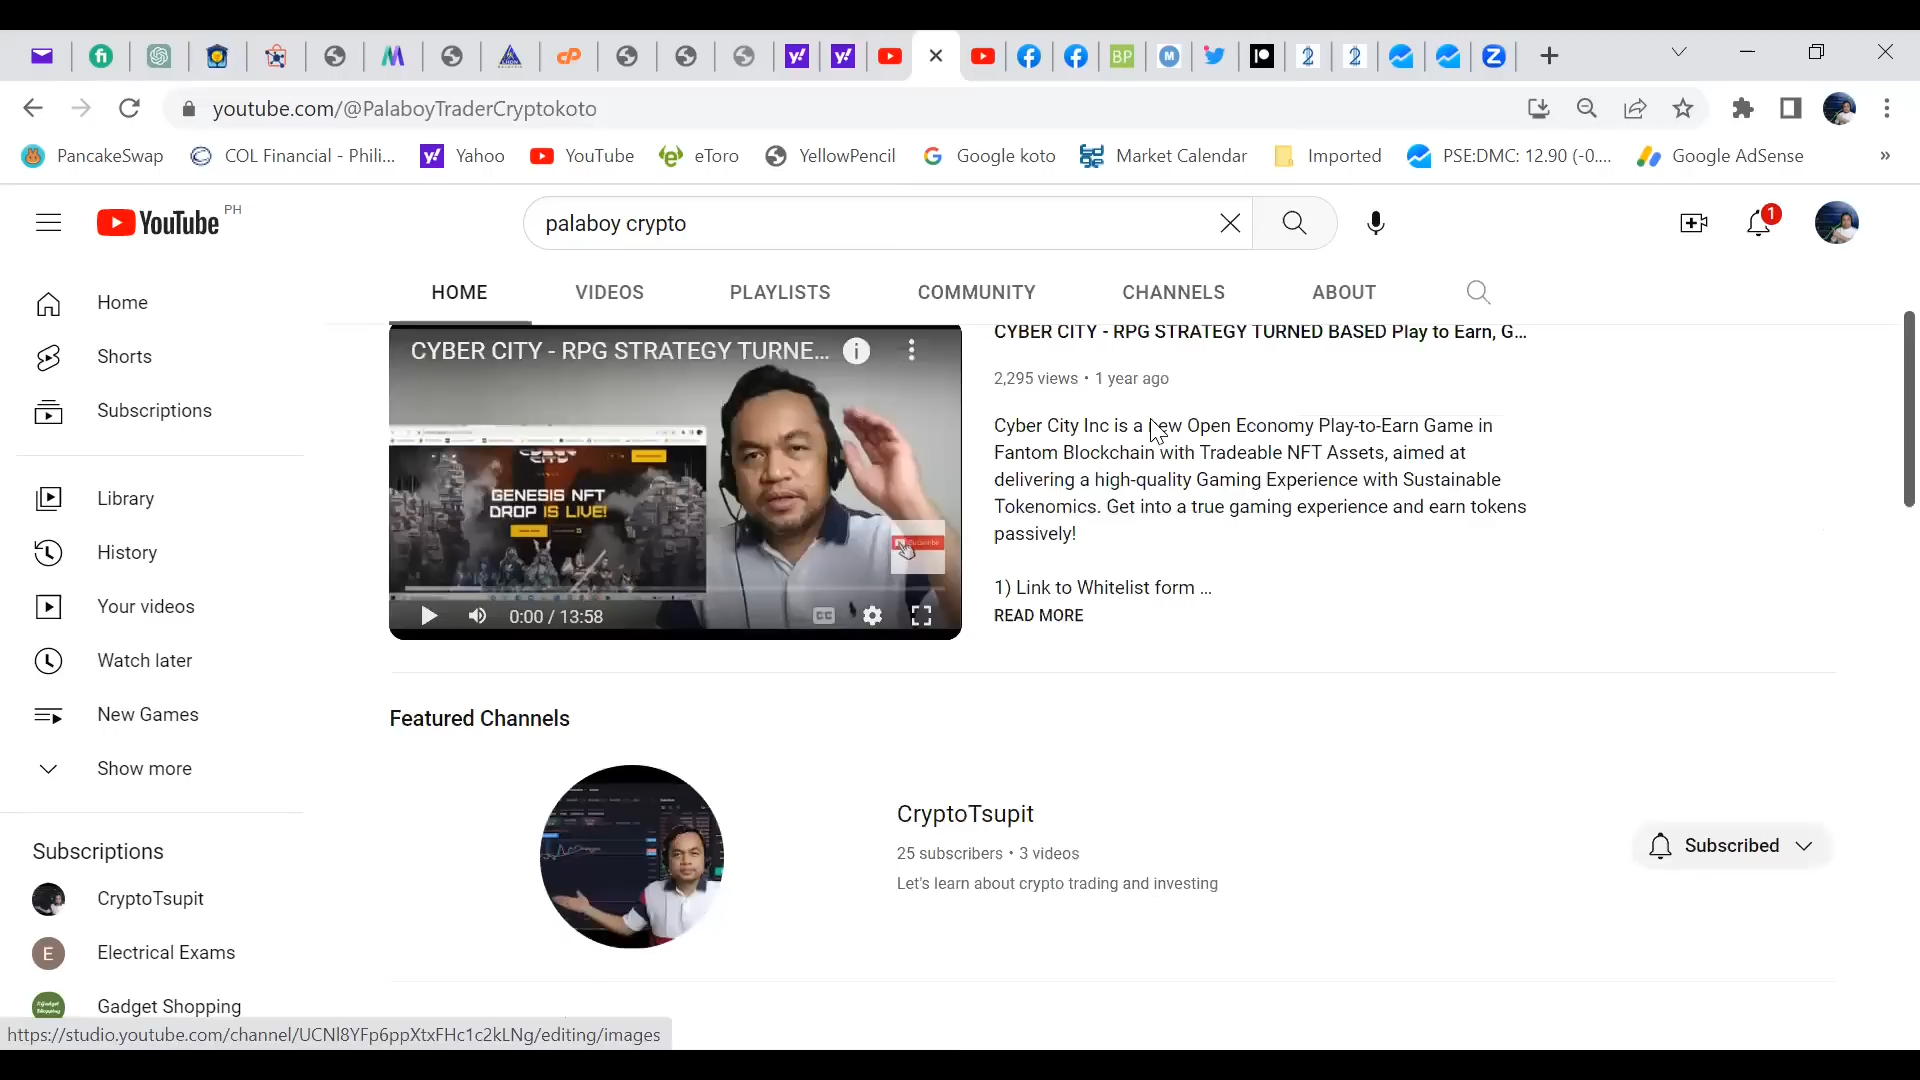 youtube.com/@PalaboyTraderCryptokoto
PancakeSwap
COL Financial - Phili...
Yahoo
YouTube
eToro
YellowPencil
Google koto
Market Calendar
Imported
PSE:DMC: 12.90 (-0....
Google AdSense
»
YouTube PH
palaboy crypto
1
HOME
VIDEOS
PLAYLISTS
COMMUNITY
CHANNELS
ABOUT
Home
Shorts
Subscriptions
Library
History
Your videos
Watch later
New Games
Show more
Subscriptions
CryptoTsupit
E Electrical Exams
Gadget Shopping
CYBER CITY - RPG STRATEGY TURNE...
GENESIS NFT
DROP IS LIVE!
Subscribe
0:00 / 13:58
CYBER CITY - RPG STRATEGY TURNED BASED Play to Earn, G...
2,295 views • 1 year ago
Cyber City Inc is a new Open Economy Play-to-Earn Game in
Fantom Blockchain with Tradeable NFT Assets, aimed at
delivering a high-quality Gaming Experience with Sustainable
Tokenomics. Get into a true gaming experience and earn tokens
passively!
1) Link to Whitelist form ...
READ MORE
Featured Channels
CryptoTsupit
25 subscribers • 3 videos
Let's learn about crypto trading and investing
Subscribed
https://studio.youtube.com/channel/UCNl8YFp6ppXtxFHc1c2kLNg/editing/images